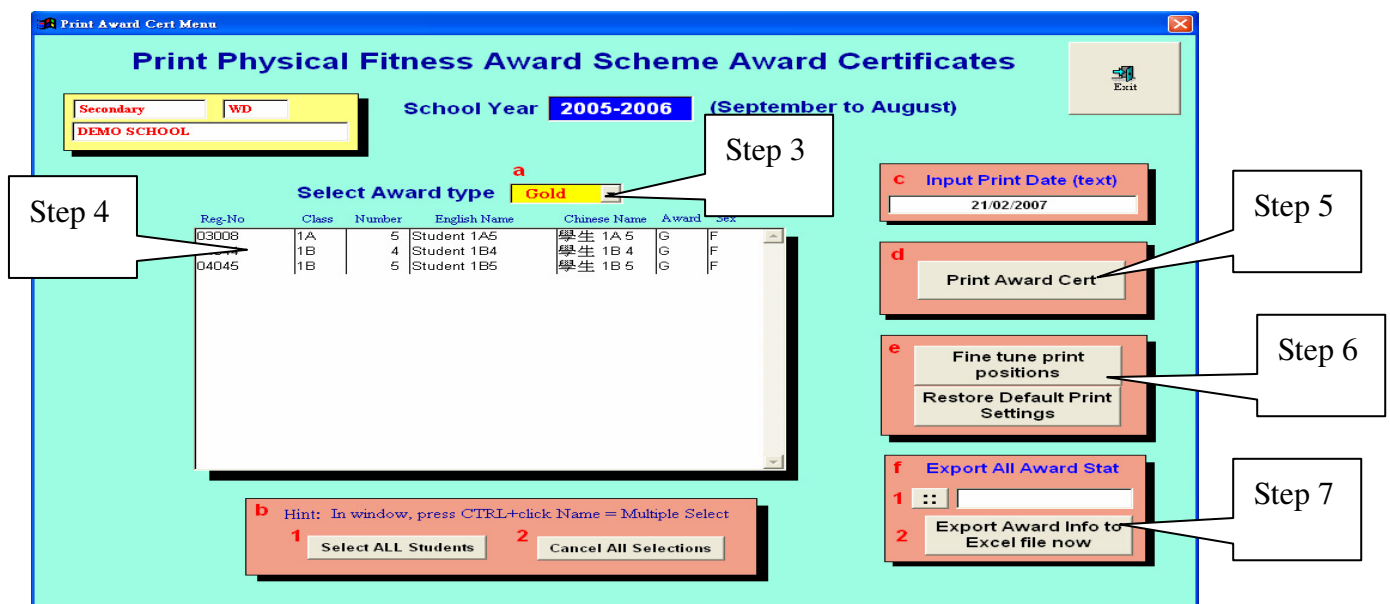 Print Award Cert Menu
Print Physical Fitness Award Scheme Award Certificates
Exit
Secondary WD
DEMO SCHOOL
School Year 2005-2006 (September to August)
Step 3
a
Select Award type Gold
Step 4
Reg-No Class Number English Name Chinese Name Award Sex
03008 1A 5 Student 1A5 學生 1A 5 G F
1B 4 Student 1B4 學生 1B 4 G F
04045 1B 5 Student 1B5 學生 1B 5 G F
b Hint: In window, press CTRL+click Name = Multiple Select
1 Select ALL Students 2 Cancel All Selections
c Input Print Date (text)
21/02/2007
Step 5
d
Print Award Cert
Step 6
e
Fine tune print
positions
Restore Default Print
Settings
f Export All Award Stat
1 ::
Step 7
2 Export Award Info to
Excel file now